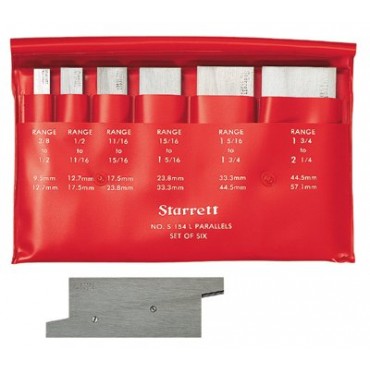 RANGE RANGE RANGE RANGE RANGE RANGE
3/8 1/2 11/16 15/16 1 5/16 1 3/4
to to to to to to
1/2 11/16 15/16 1 5/16 1 3/4 2 1/4
9.5mm 12.7mm 17.5mm 23.8mm 33.3mm 44.5mm
12.7mm 17.5mm 23.8mm 33.3mm 44.5mm 57.1mm
Starrett
NO. S 154 L PARALLELS
SET OF SIX